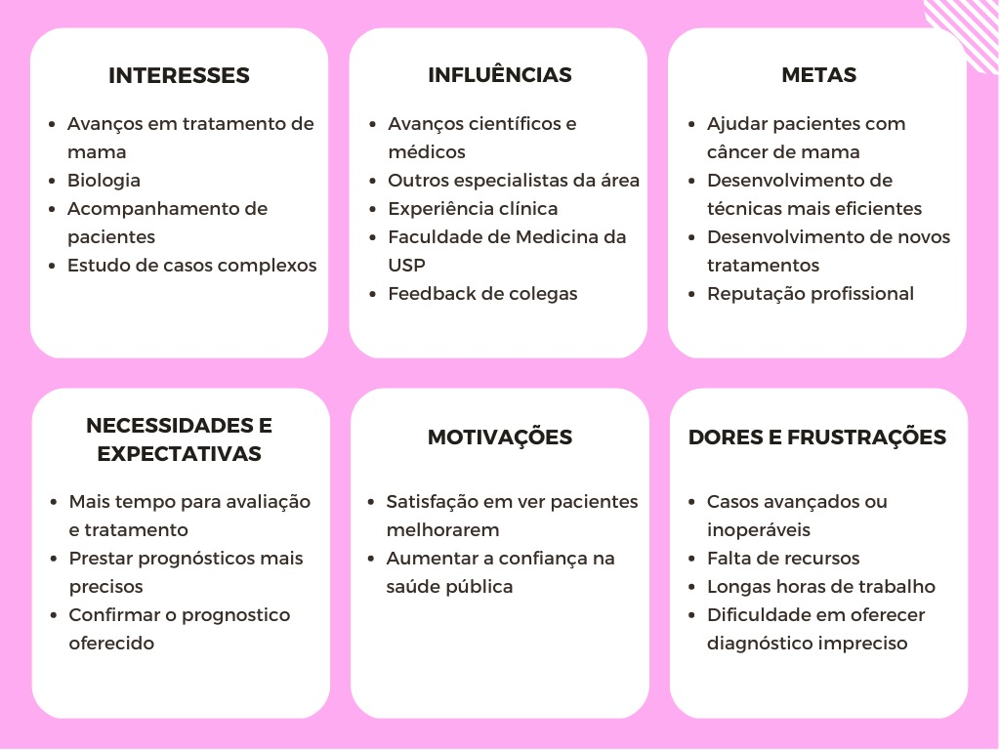 INTERESSES
• Avanços em tratamento de
mama
• Biologia
• Acompanhamento de
pacientes
• Estudo de casos complexos
INFLUÊNCIAS
• Avanços científicos e
médicos
• Outros especialistas da área
• Experiência clínica
• Faculdade de Medicina da
USP
• Feedback de colegas
METAS
• Ajudar pacientes com
câncer de mama
• Desenvolvimento de
técnicas mais eficientes
• Desenvolvimento de novos
tratamentos
• Reputação profissional
NECESSIDADES E
EXPECTATIVAS
• Mais tempo para avaliação
e tratamento
• Prestar prognósticos mais
precisos
• Confirmar o prognostico
oferecido
MOTIVAÇÕES
• Satisfação em ver pacientes
melhorarem
• Aumentar a confiança na
saúde pública
DORES E FRUSTRAÇÕES
• Casos avançados ou
inoperáveis
• Falta de recursos
• Longas horas de trabalho
• Dificuldade em oferecer
diagnóstico impreciso